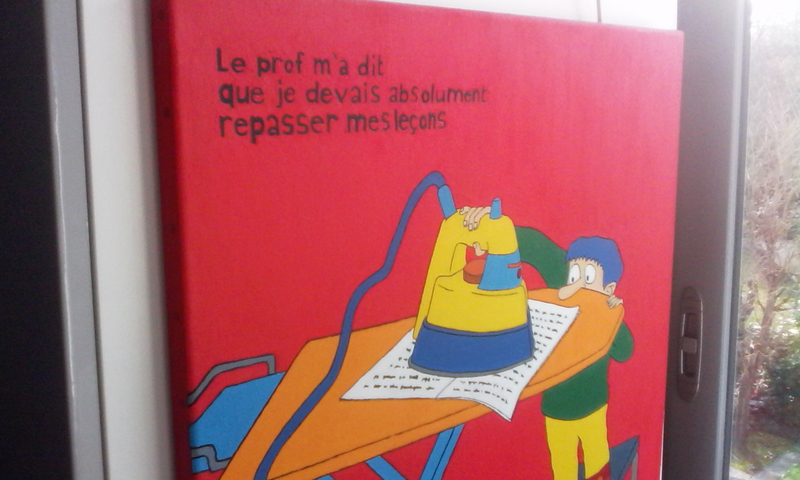 Le prof m'a dit
que je devais absolument
repasser mes leçons